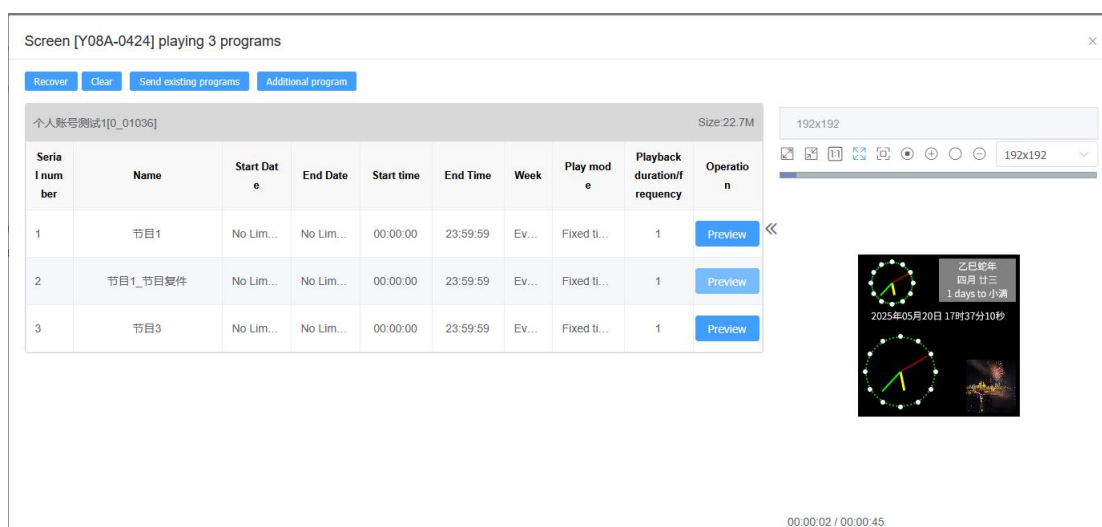 Screen [Y08A-0424] playing 3 programs
Recover Clear Send existing programs Additional program
个人账号测试1[0_01036] Size:22.7M
Seria
l num
ber
Name
Start Dat
e
End Date
Start time
End Time
Week
Play mod
e
Playback
duration/f
requency
Operatio
n
1 节目1 No Lim... No Lim... 00:00:00 23:59:59 Ev... Fixed ti... 1 Preview
2 节目1_节目复件 No Lim... No Lim... 00:00:00 23:59:59 Ev... Fixed ti... 1 Preview
3 节目3 No Lim... No Lim... 00:00:00 23:59:59 Ev... Fixed ti... 1 Preview
192x192
1:1 192x192
乙巳蛇年
四月 廿三
1 days to 小满
2025年05月20日 17时37分10秒
00:00:02 / 00:00:45